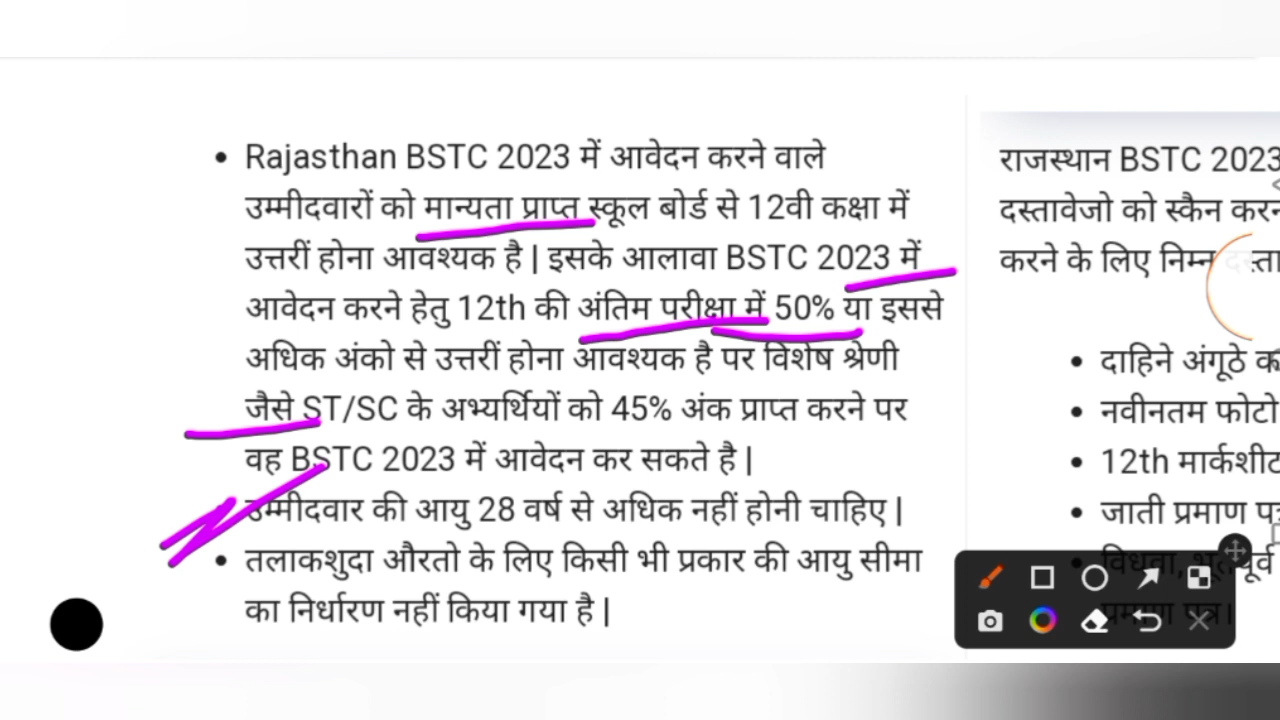 Rajasthan BSTC 2023 में आवेदन करने वाले
उम्मीदवारों को मान्यता प्राप्त स्कूल बोर्ड से 12वी कक्षा में
उत्तरीं होना आवश्यक है | इसके आलावा BSTC 2023 में
आवेदन करने हेतु 12th की अंतिम परीक्षा में 50% या इससे
अधिक अंको से उत्तरीं होना आवश्यक है पर विशेष श्रेणी
जैसे ST/SC के अभ्यर्थियों को 45% अंक प्राप्त करने पर
वह BSTC 2023 में आवेदन कर सकते है |
उम्मीदवार की आयु 28 वर्ष से अधिक नहीं होनी चाहिए |
तलाकशुदा औरतो के लिए किसी भी प्रकार की आयु सीमा
का निर्धारण नहीं किया गया है |
राजस्थान BSTC 2023
दस्तावेजो को स्कैन
करने के लिए निम्न
दाहिने अंगूठे
नवीनतम फोटो
12th मार्कशीट
जाती प्रमाण
विधवा,
प्रमाण पत्र।